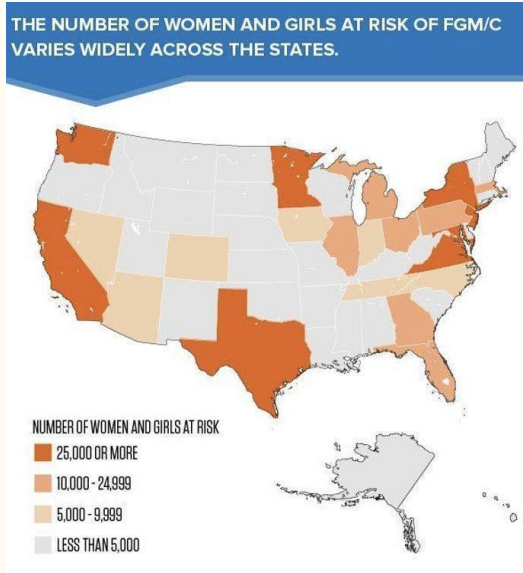 THE NUMBER OF WOMEN AND GIRLS AT RISK OF FGM/C
VARIES WIDELY ACROSS THE STATES.
NUMBER OF WOMEN AND GIRLS AT RISK
25,000 OR MORE
10,000 - 24,999
5,000 - 9,999
LESS THAN 5,000